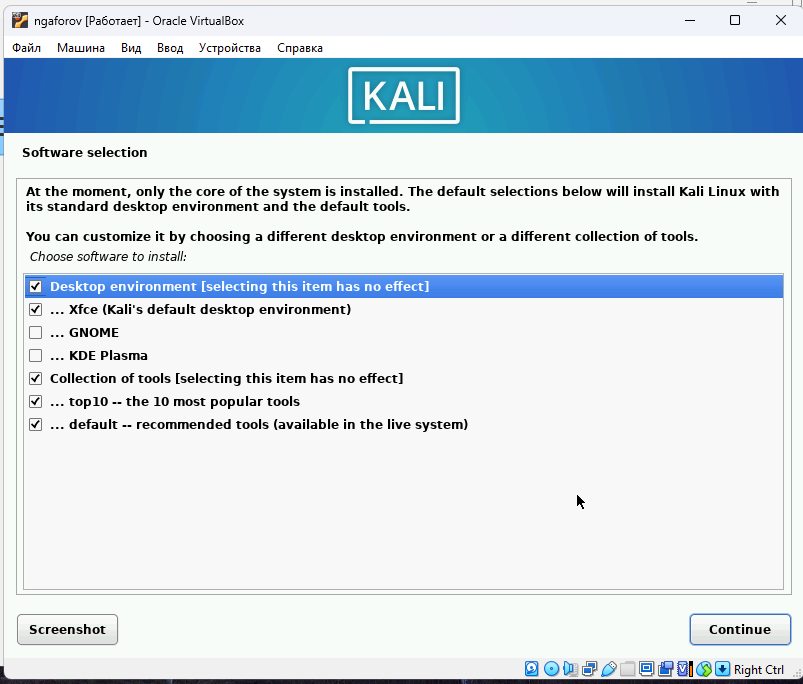 ngaforov [Работает] - Oracle VirtualBox
Файл Машина Вид Ввод Устройства Справка
KALI
Software selection
At the moment, only the core of the system is installed. The default selections below will install Kali Linux with
its standard desktop environment and the default tools.
You can customize it by choosing a different desktop environment or a different collection of tools.
Choose software to install:
Desktop environment [selecting this item has no effect]
... Xfce (Kali's default desktop environment)
... GNOME
... KDE Plasma
Collection of tools [selecting this item has no effect]
... top10 -- the 10 most popular tools
... default -- recommended tools (available in the live system)
Screenshot Continue
Right Ctrl